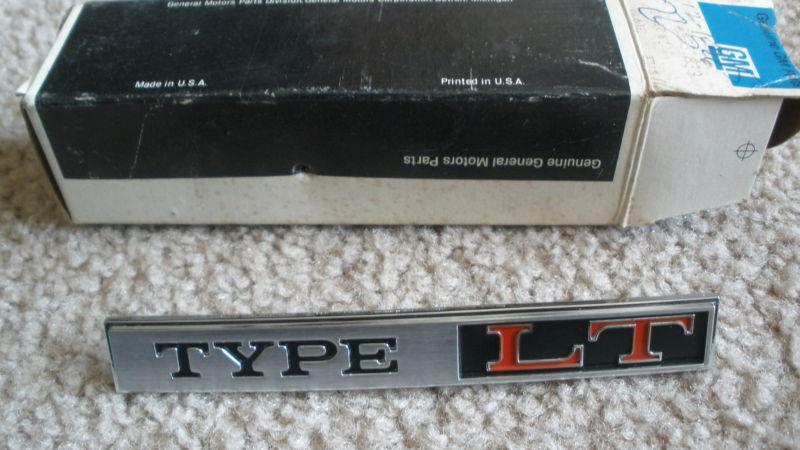 General Motors Parts Division, General Motors Corporation, Detroit, Michigan
Made in U.S.A.
Printed in U.S.A.
Genuine General Motors Parts
GM
TYPE LT